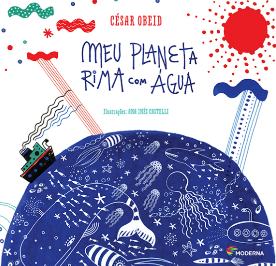 CÉSAR OBEID
MEU PLANETA
RIMA COM ÁGUA
Ilustrações: ANA INÊS CASTELLI
MODERNA